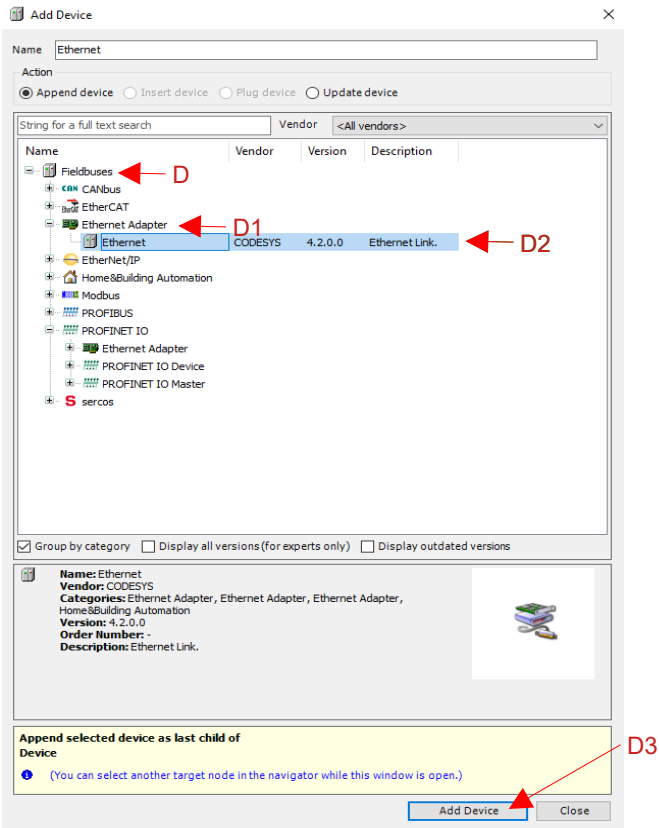 Add Device
Name Ethernet
Action
Append device Insert device Plug device Update device
String for a full text search Vendor <All vendors>
Name Vendor Version Description
Fieldbuses D
CAN CANbus
EtherCAT EtherCAT
Ethernet Adapter D1
Ethernet CODESYS 4.2.0.0 Ethernet Link. D2
EtherNet/IP
Home&Building Automation
Modbus
PROFIBUS
PROFINET IO
Ethernet Adapter
PROFINET IO Device
PROFINET IO Master
S sercos
Group by category Display all versions (for experts only) Display outdated versions
Name: Ethernet
Vendor: CODESYS
Categories: Ethernet Adapter, Ethernet Adapter, Ethernet Adapter,
Home&Building Automation
Version: 4.2.0.0
Order Number: -
Description: Ethernet Link.
Append selected device as last child of
Device
D3
(You can select another target node in the navigator while this window is open.)
Add Device Close